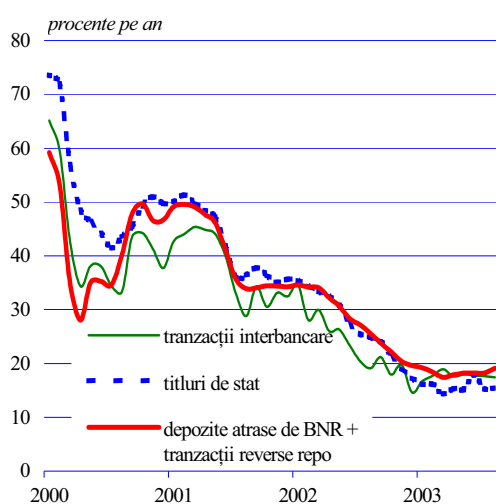 procente pe an
80
70
60
50
40
30
20
10
0
tranzacții interbancare
titluri de stat
depozite atrase de BNR +
tranzacții reverse repo
2000
2001
2002
2003